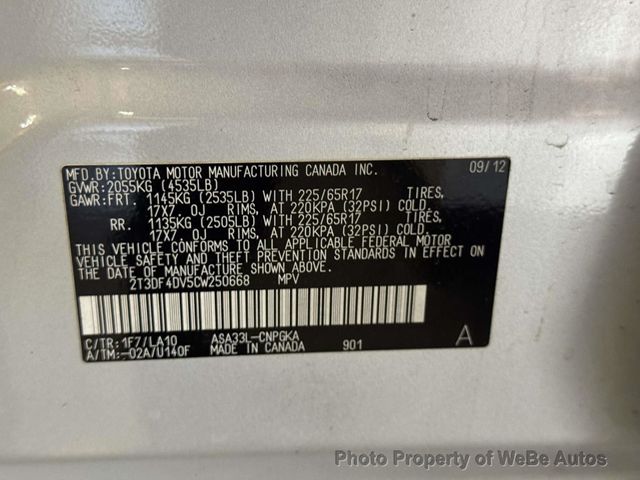 MFD.BY:TOYOTA MOTOR MANUFACTURING CANADA INC. 09/12
GVWR:2055KG (4535LB)
GAWR:FRT. 1145KG (2535LB) WITH 225/65R17 TIRES,
17X7.0J RIMS, AT 220KPA (32PSI) COLD.
RR. 1135KG (2505LB) WITH 225/65R17 TIRES,
17X7.0J RIMS, AT 220KPA (32PSI) COLD.
THIS VEHICLE CONFORMS TO ALL APPLICABLE FEDERAL MOTOR
VEHICLE SAFETY AND THEFT PREVENTION STANDARDS IN EFFECT ON
THE DATE OF MANUFACTURE SHOWN ABOVE.
2T3DF4DV5CW250668 MPV
C/TR:1F7/LA10 ASA33L-CNPGKA
A/TM:-02A/U140F MADE IN CANADA 901 A
Photo Property of WeBe Autos